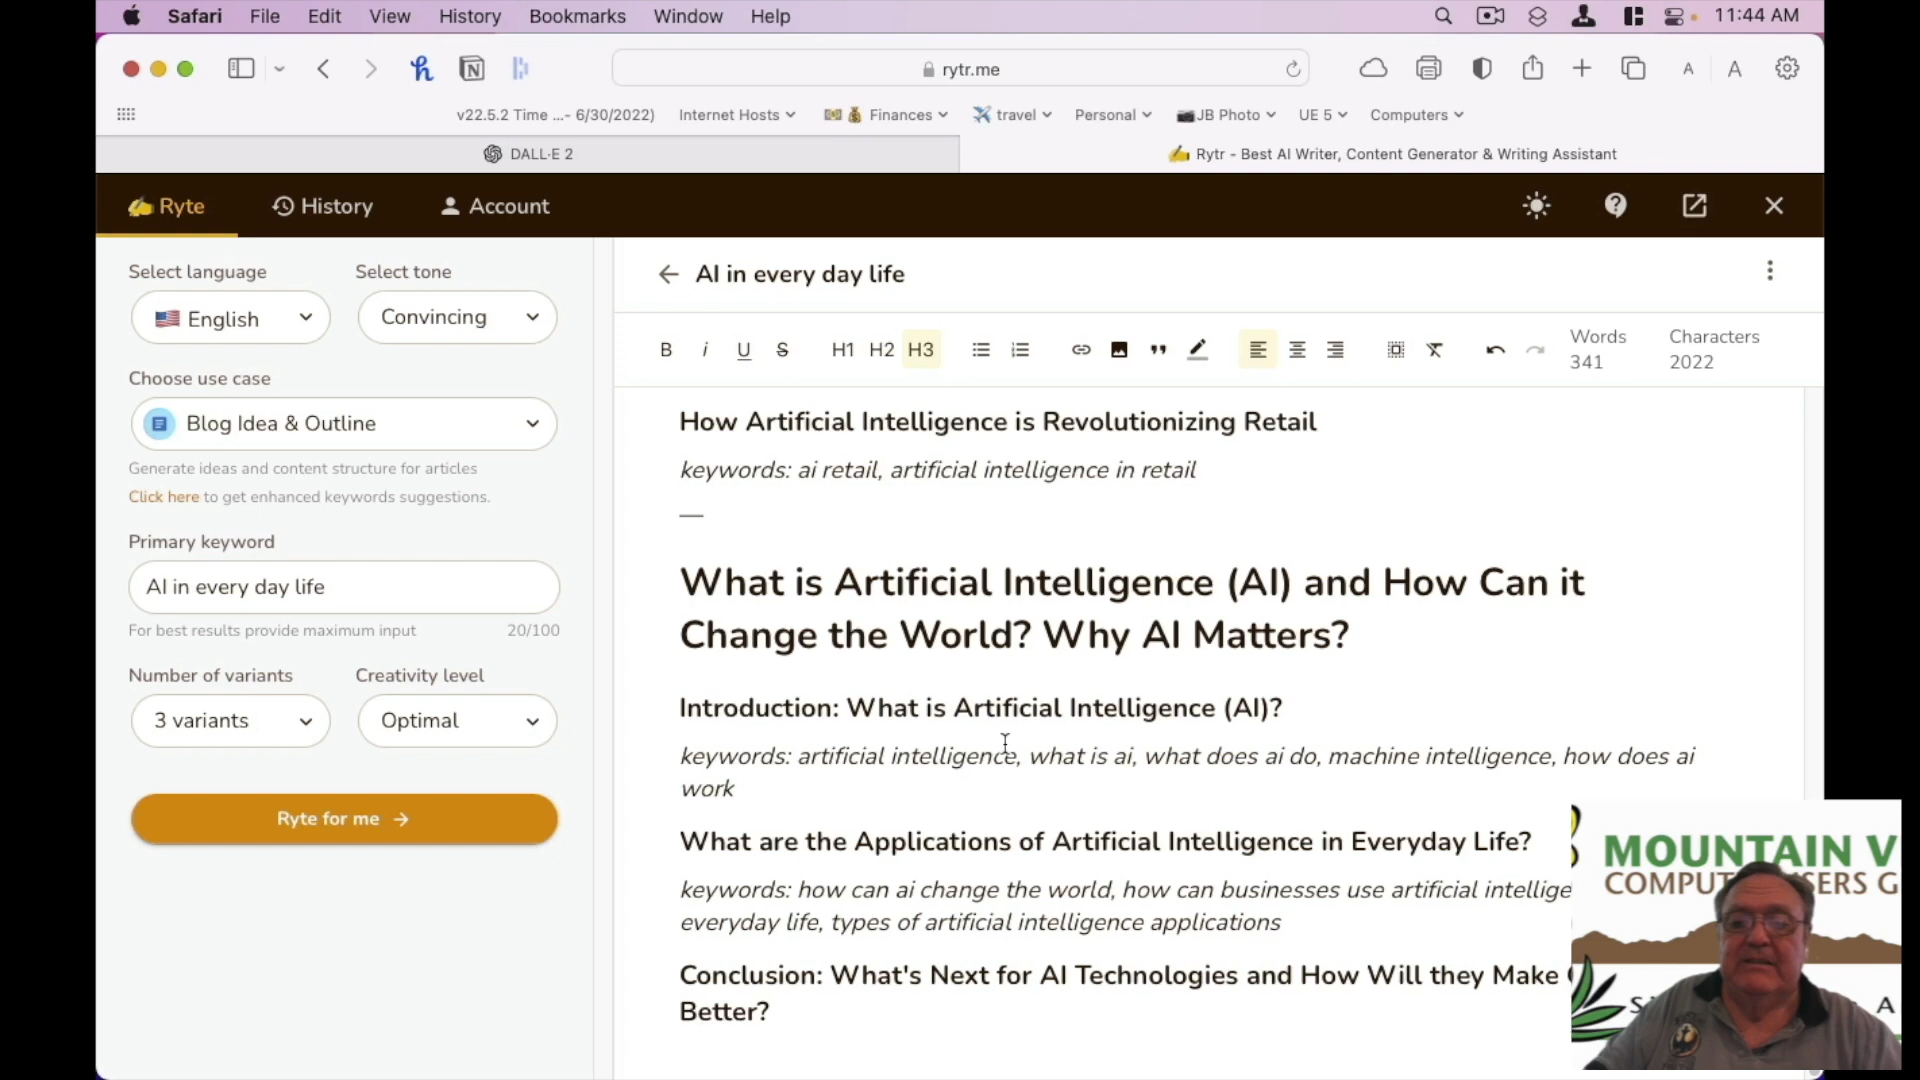 Safari File Edit View History Bookmarks Window Help 11:44 AM
rytr.me
v22.5.2 Time ...- 6/30/2022) Internet Hosts Finances travel Personal JB Photo UE 5 Computers
DALL·E 2
Rytr - Best AI Writer, Content Generator & Writing Assistant
Ryte History Account
Select language Select tone
English Convincing
Choose use case
Blog Idea & Outline
Generate ideas and content structure for articles
Click here to get enhanced keywords suggestions.
Primary keyword
AI in every day life
For best results provide maximum input 20/100
Number of variants Creativity level
3 variants Optimal
Ryte for me →
AI in every day life
B i U S H1 H2 H3
Words Characters
341 2022
How Artificial Intelligence is Revolutionizing Retail
keywords: ai retail, artificial intelligence in retail
—
What is Artificial Intelligence (AI) and How Can it
Change the World? Why AI Matters?
Introduction: What is Artificial Intelligence (AI)?
keywords: artificial intelligence, what is ai, what does ai do, machine intelligence, how does ai
work
What are the Applications of Artificial Intelligence in Everyday Life?
keywords: how can ai change the world, how can businesses use artificial intellige
everyday life, types of artificial intelligence applications
Conclusion: What's Next for AI Technologies and How Will they Make
Better?
MOUNTAIN V